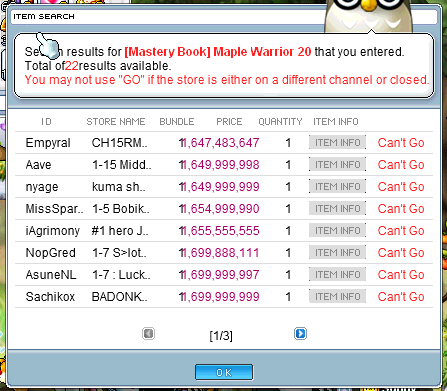 ITEM SEARCH
Search results for [Mastery Book] Maple Warrior 20 that you entered.
Total of22results available.
You may not use "GO" if the store is either on a different channel or closed.
ID STORE NAME BUNDLE PRICE QUANTITY ITEM INFO
Empyral CH15RM.. 1 1,647,483,647 1 ITEM INFO Can't Go
Aave 1-15 Midd.. 1 1,649,999,998 1 ITEM INFO Can't Go
nyage kuma sh.. 1 1,649,999,999 1 ITEM INFO Can't Go
MissSpar.. 1-5 Bobik.. 1 1,654,999,990 1 ITEM INFO Can't Go
iAgrimony #1 hero J.. 1 1,655,555,555 1 ITEM INFO Can't Go
NopGred 1-7 S>lot.. 1 1,699,888,111 1 ITEM INFO Can't Go
AsuneNL 1-7 : Luck.. 1 1,699,999,997 1 ITEM INFO Can't Go
Sachikox BADONK.. 1 1,699,999,999 1 ITEM INFO Can't Go
[1/3]
OK